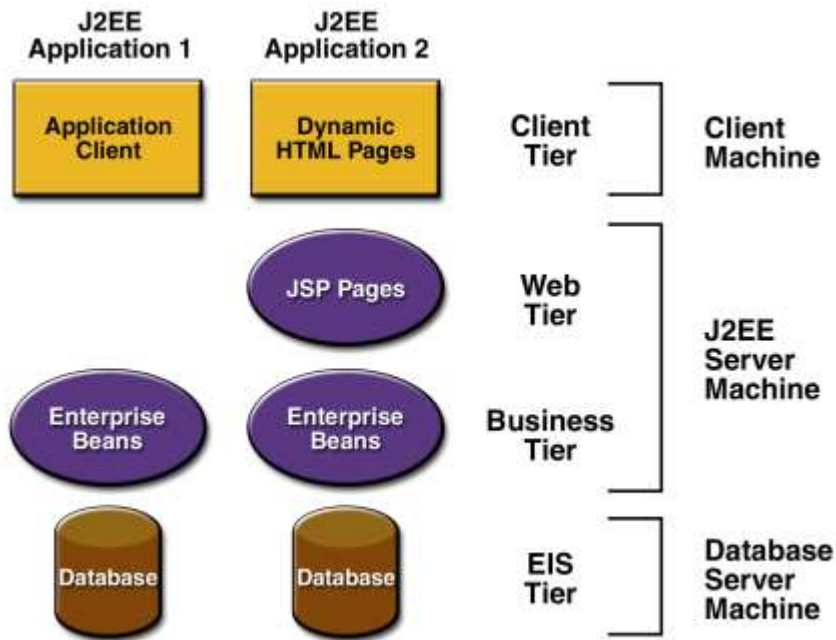 J2EE
Application 1
J2EE
Application 2
Application
Client
Dynamic
HTML Pages
Client
Tier
Client
Machine
JSP Pages
Web
Tier
J2EE
Server
Machine
Enterprise
Beans
Enterprise
Beans
Business
Tier
Database
Database
EIS
Tier
Database
Server
Machine